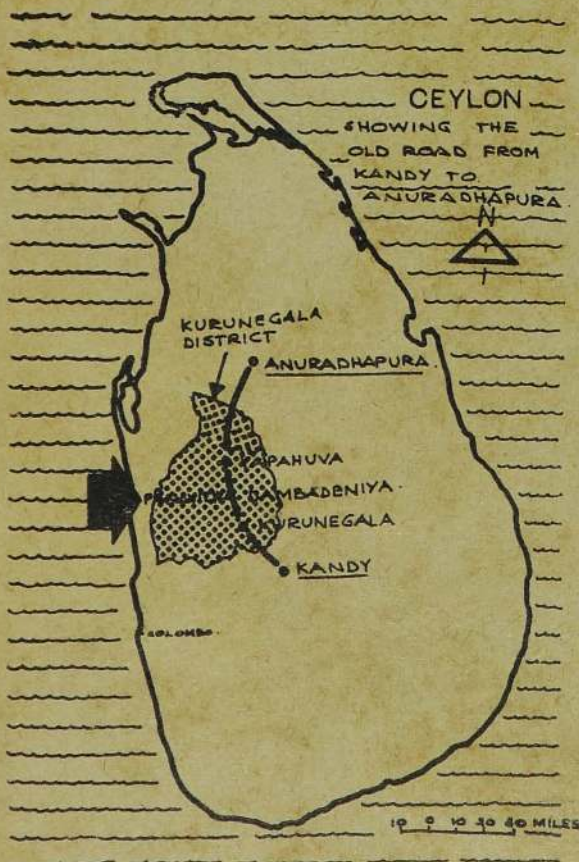 CEYLON
SHOWING THE
OLD ROAD FROM
KANDY TO
ANURADHAPURA.
N
KURUNEGALA
DISTRICT
ANURADHAPURA.
YAPAHUVA
DAMBADENIYA.
KURUNEGALA
KANDY
COLOMBO.
10 0 10 20 40 MILES